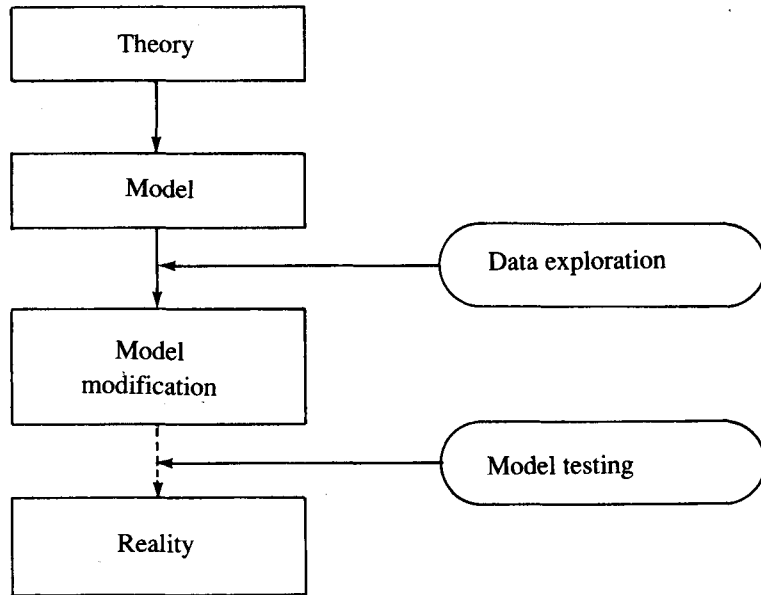 Theory
Model
Data exploration
Model
modification
Model testing
Reality